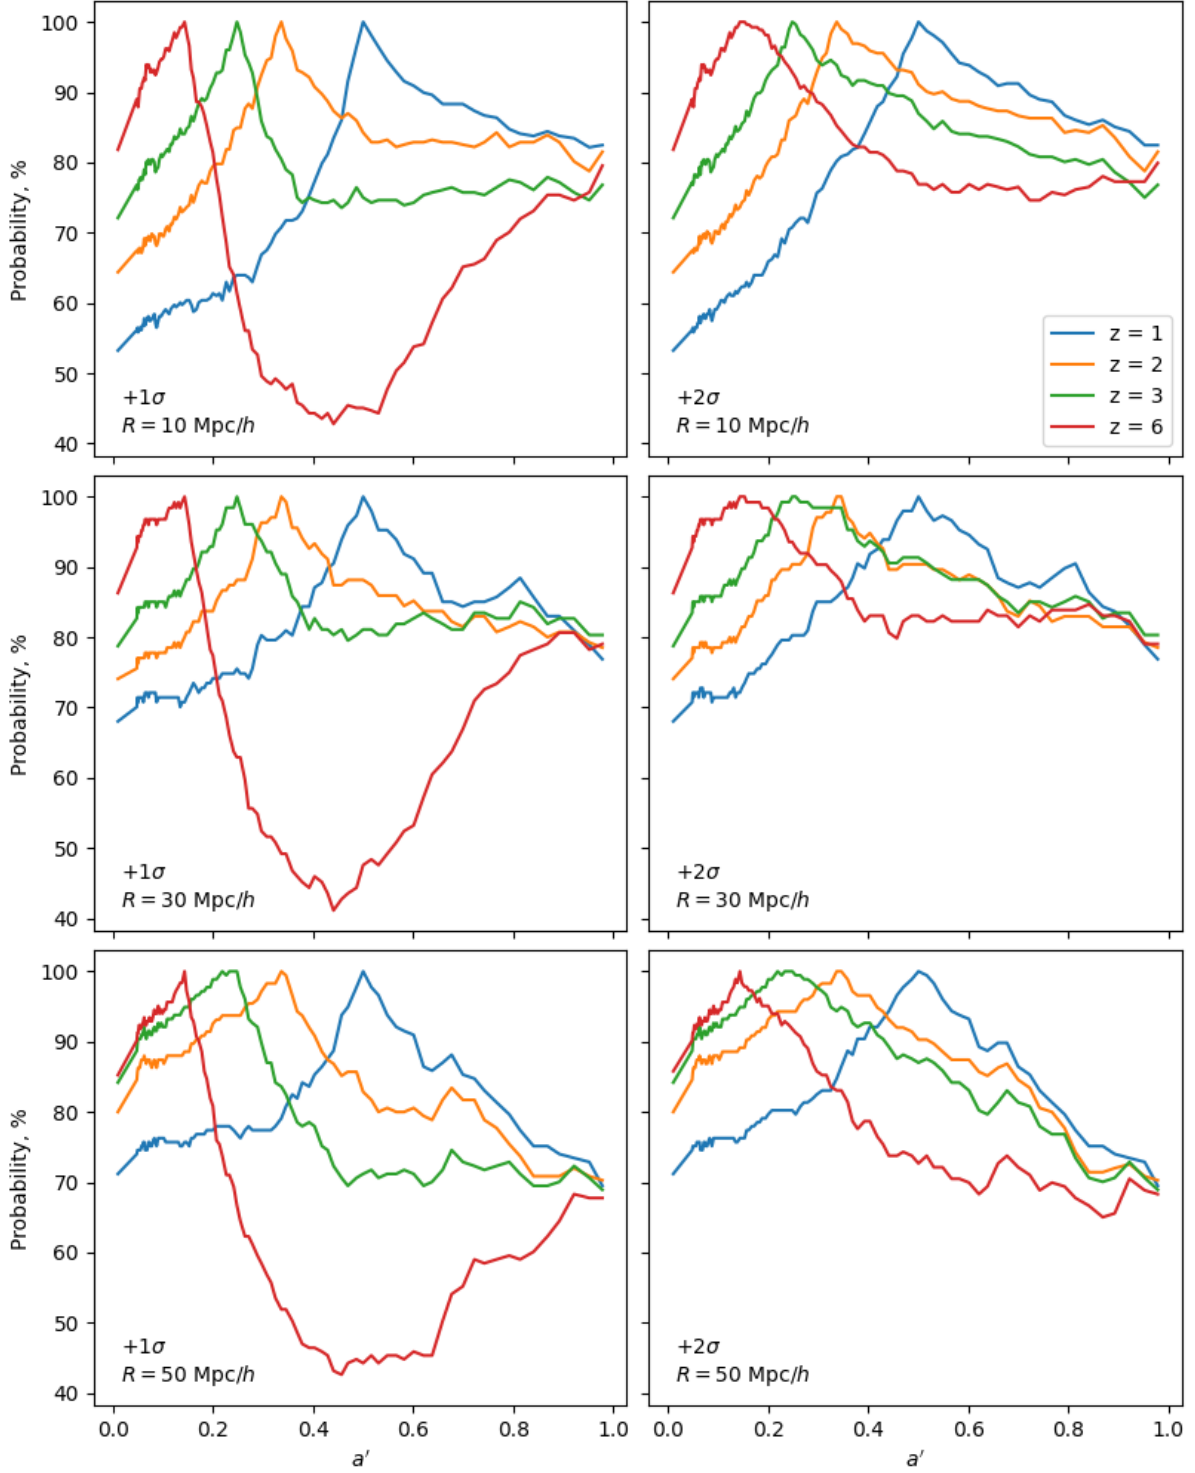 100
90
80
70
60
50
40
Probability, %
+1σ
R = 10 Mpc/h
+2σ
R = 10 Mpc/h
z = 1
z = 2
z = 3
z = 6
100
90
80
70
60
50
40
Probability, %
+1σ
R = 30 Mpc/h
+2σ
R = 30 Mpc/h
100
90
80
70
60
50
40
Probability, %
+1σ
R = 50 Mpc/h
+2σ
R = 50 Mpc/h
0.0 0.2 0.4 0.6 0.8 1.0
0.0 0.2 0.4 0.6 0.8 1.0
a′
a′